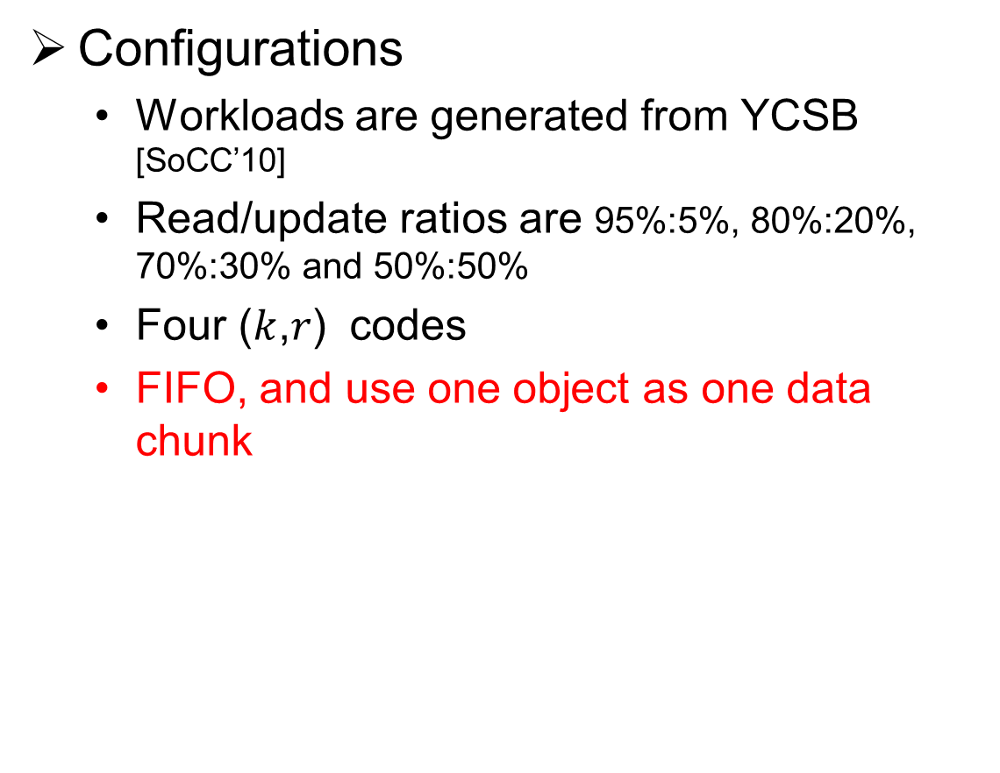 ➢ Configurations
• Workloads are generated from YCSB
[SoCC’10]
• Read/update ratios are 95%:5%, 80%:20%,
70%:30% and 50%:50%
• Four (𝑘,𝑟) codes
• FIFO, and use one object as one data
chunk